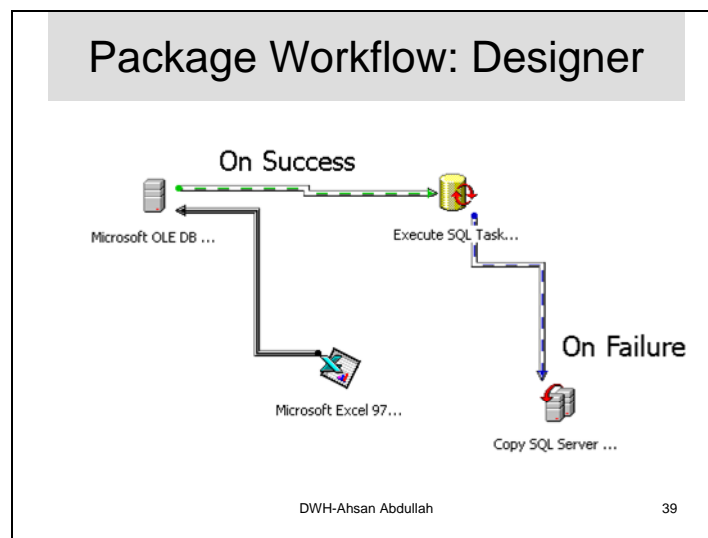 Package Workflow: Designer
On Success
Microsoft OLE DB ...
Execute SQL Task...
On Failure
Microsoft Excel 97...
Copy SQL Server ...
DWH-Ahsan Abdullah
39